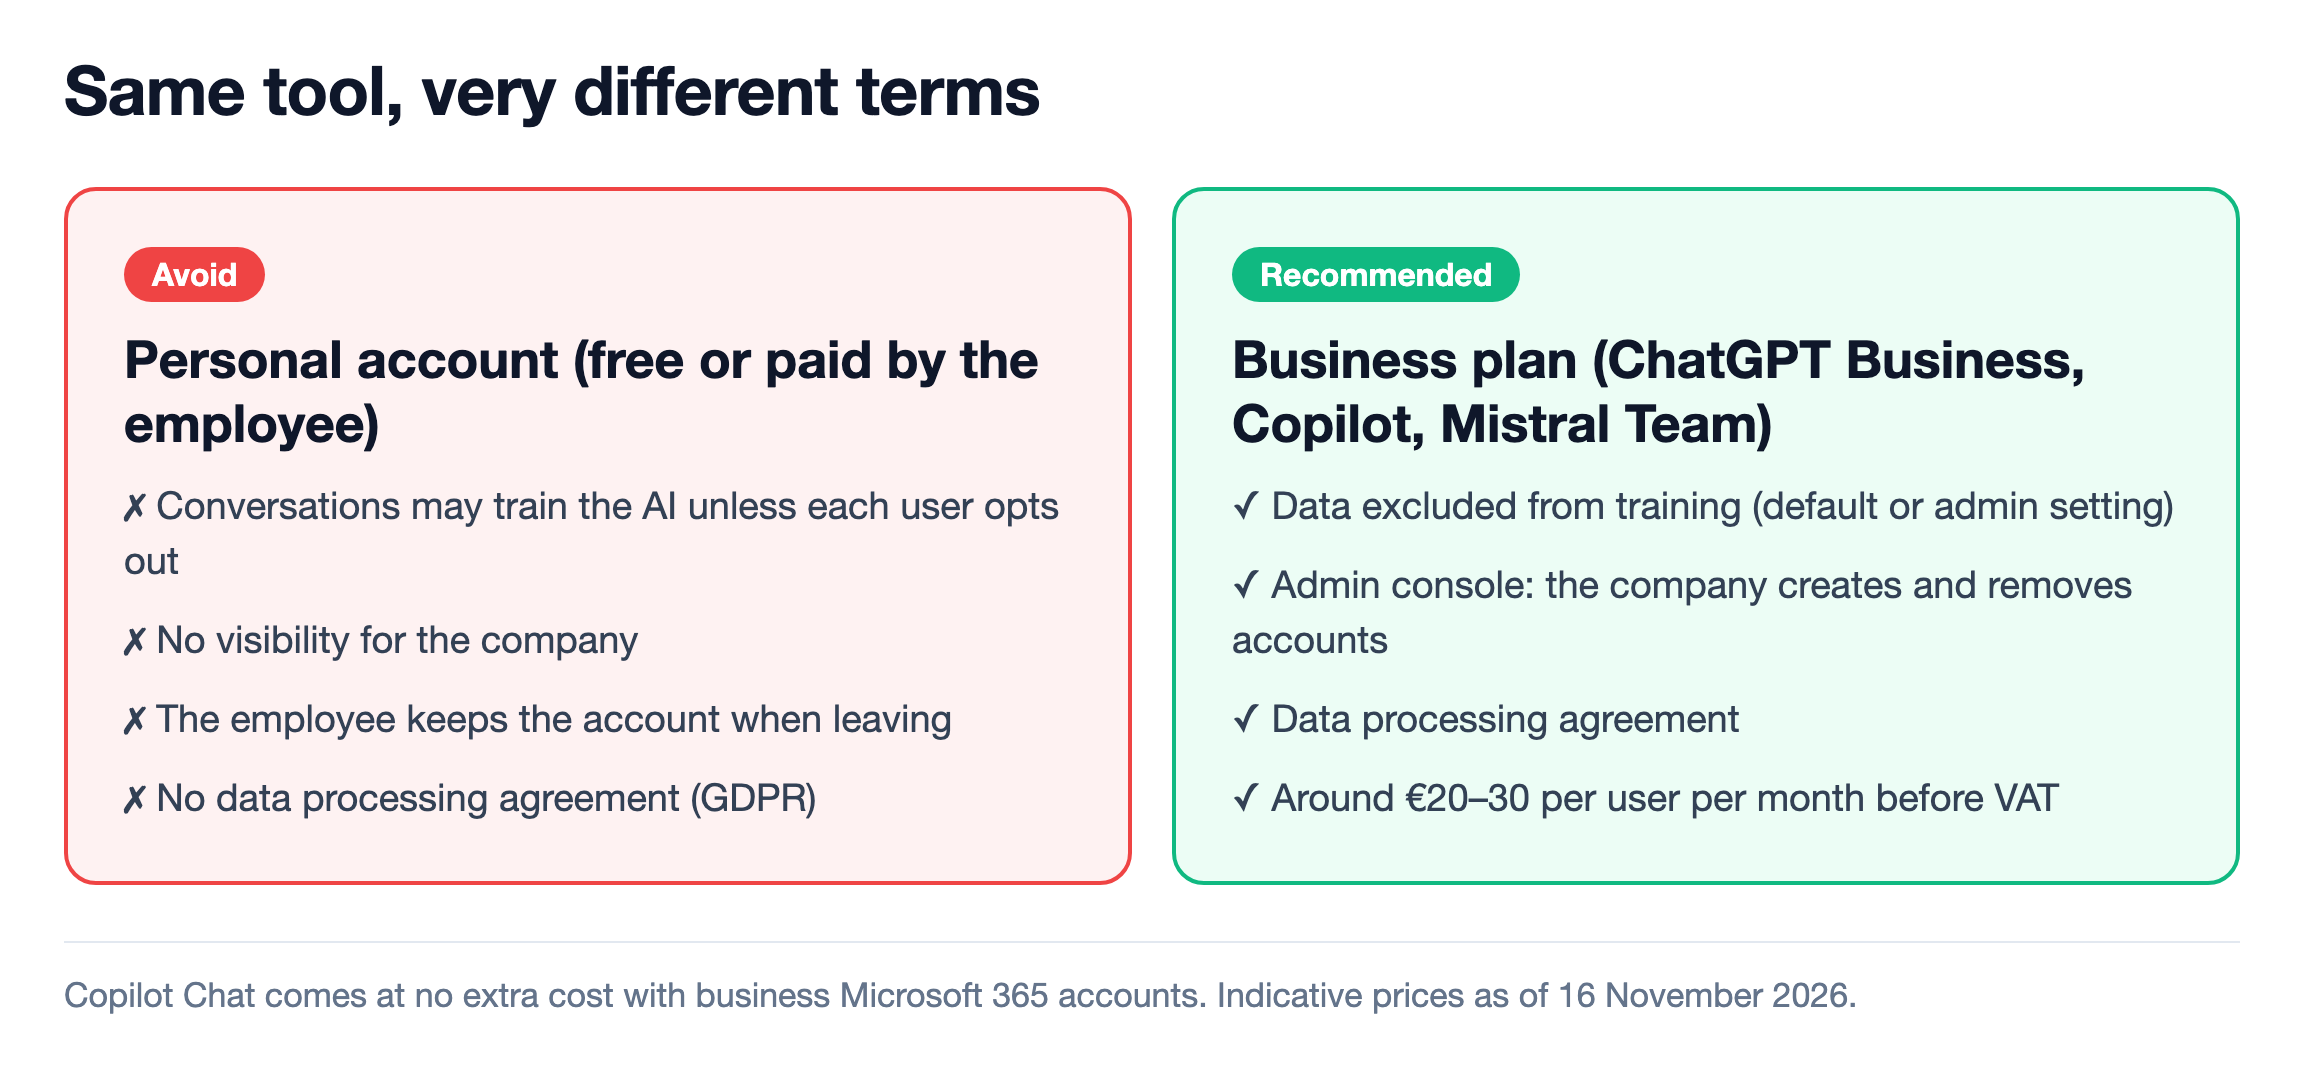 Same tool, very different terms
Avoid
Personal account (free or paid by the
employee)
✗ Conversations may train the AI unless each user opts
out
✗ No visibility for the company
✗ The employee keeps the account when leaving
✗ No data processing agreement (GDPR)
Recommended
Business plan (ChatGPT Business,
Copilot, Mistral Team)
✓ Data excluded from training (default or admin setting)
✓ Admin console: the company creates and removes
accounts
✓ Data processing agreement
✓ Around €20–30 per user per month before VAT
Copilot Chat comes at no extra cost with business Microsoft 365 accounts. Indicative prices as of 16 November 2026.